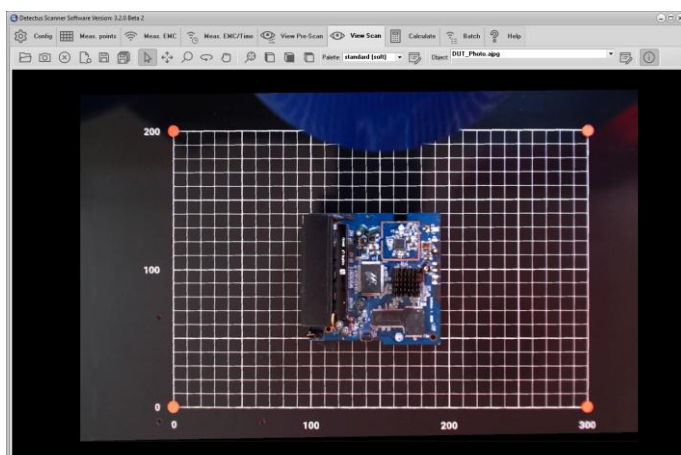 Detectus Scanner Software Version: 3.2.0 Beta 2
Config Meas. points Meas. EMC Meas. EMC/Time View Pre-Scan View Scan Calculate Batch Help
Palette: standard (soft) Object: DUT_Photo.ajpg
200
100
0
0 100 200 300